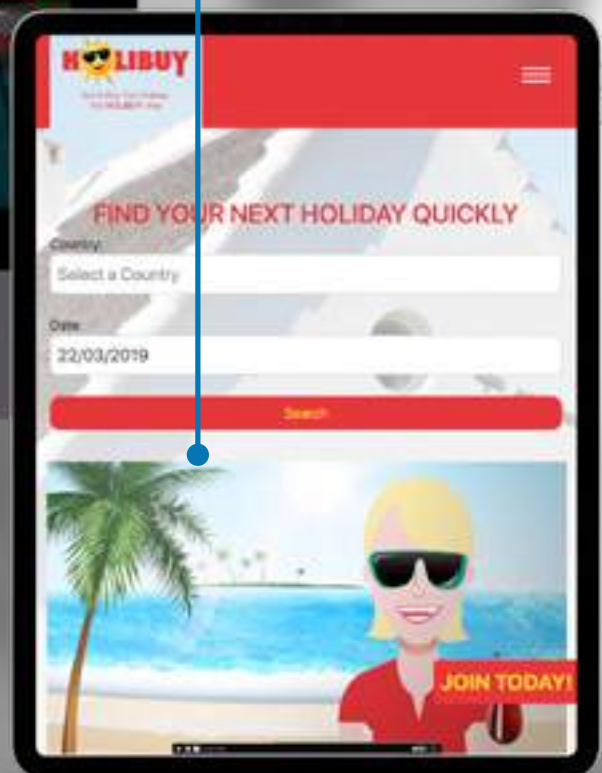 HOLIBUY
FIND YOUR NEXT HOLIDAY QUICKLY
Country:
Select a Country
Date:
22/03/2019
Search
JOIN TODAY!